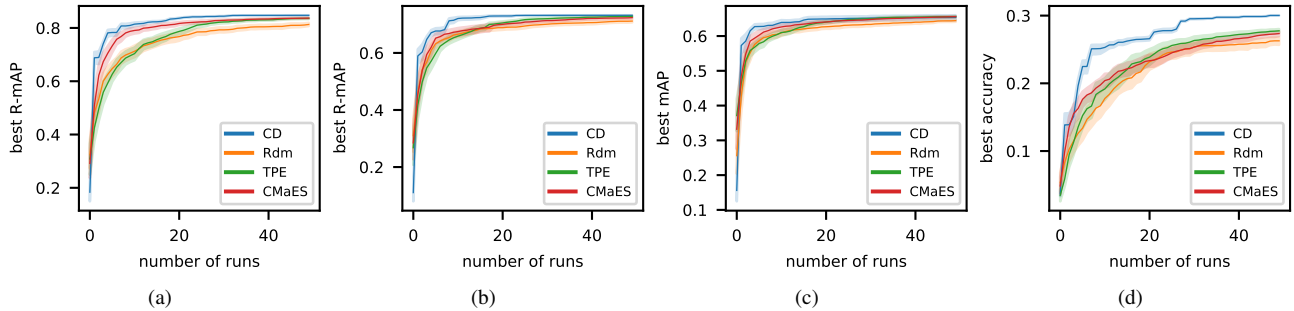 best R-mAP
0.8
0.6
0.4
0.2
0
20
40
number of runs
CD
Rdm
TPE
CMaES
(a)
best R-mAP
0.6
0.4
0.2
0
20
40
number of runs
CD
Rdm
TPE
CMaES
(b)
best mAP
0.6
0.5
0.4
0.3
0.2
0.1
0
20
40
number of runs
CD
Rdm
TPE
CMaES
(c)
best accuracy
0.3
0.2
0.1
0
20
40
number of runs
CD
Rdm
TPE
CMaES
(d)